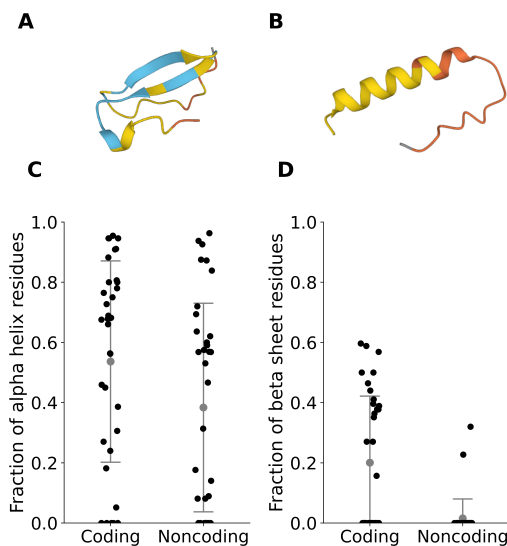 A
B
C
D
Fraction of alpha helix residues
1.0
0.8
0.6
0.4
0.2
0.0
Coding
Noncoding
Fraction of beta sheet residues
1.0
0.8
0.6
0.4
0.2
0.0
Coding
Noncoding